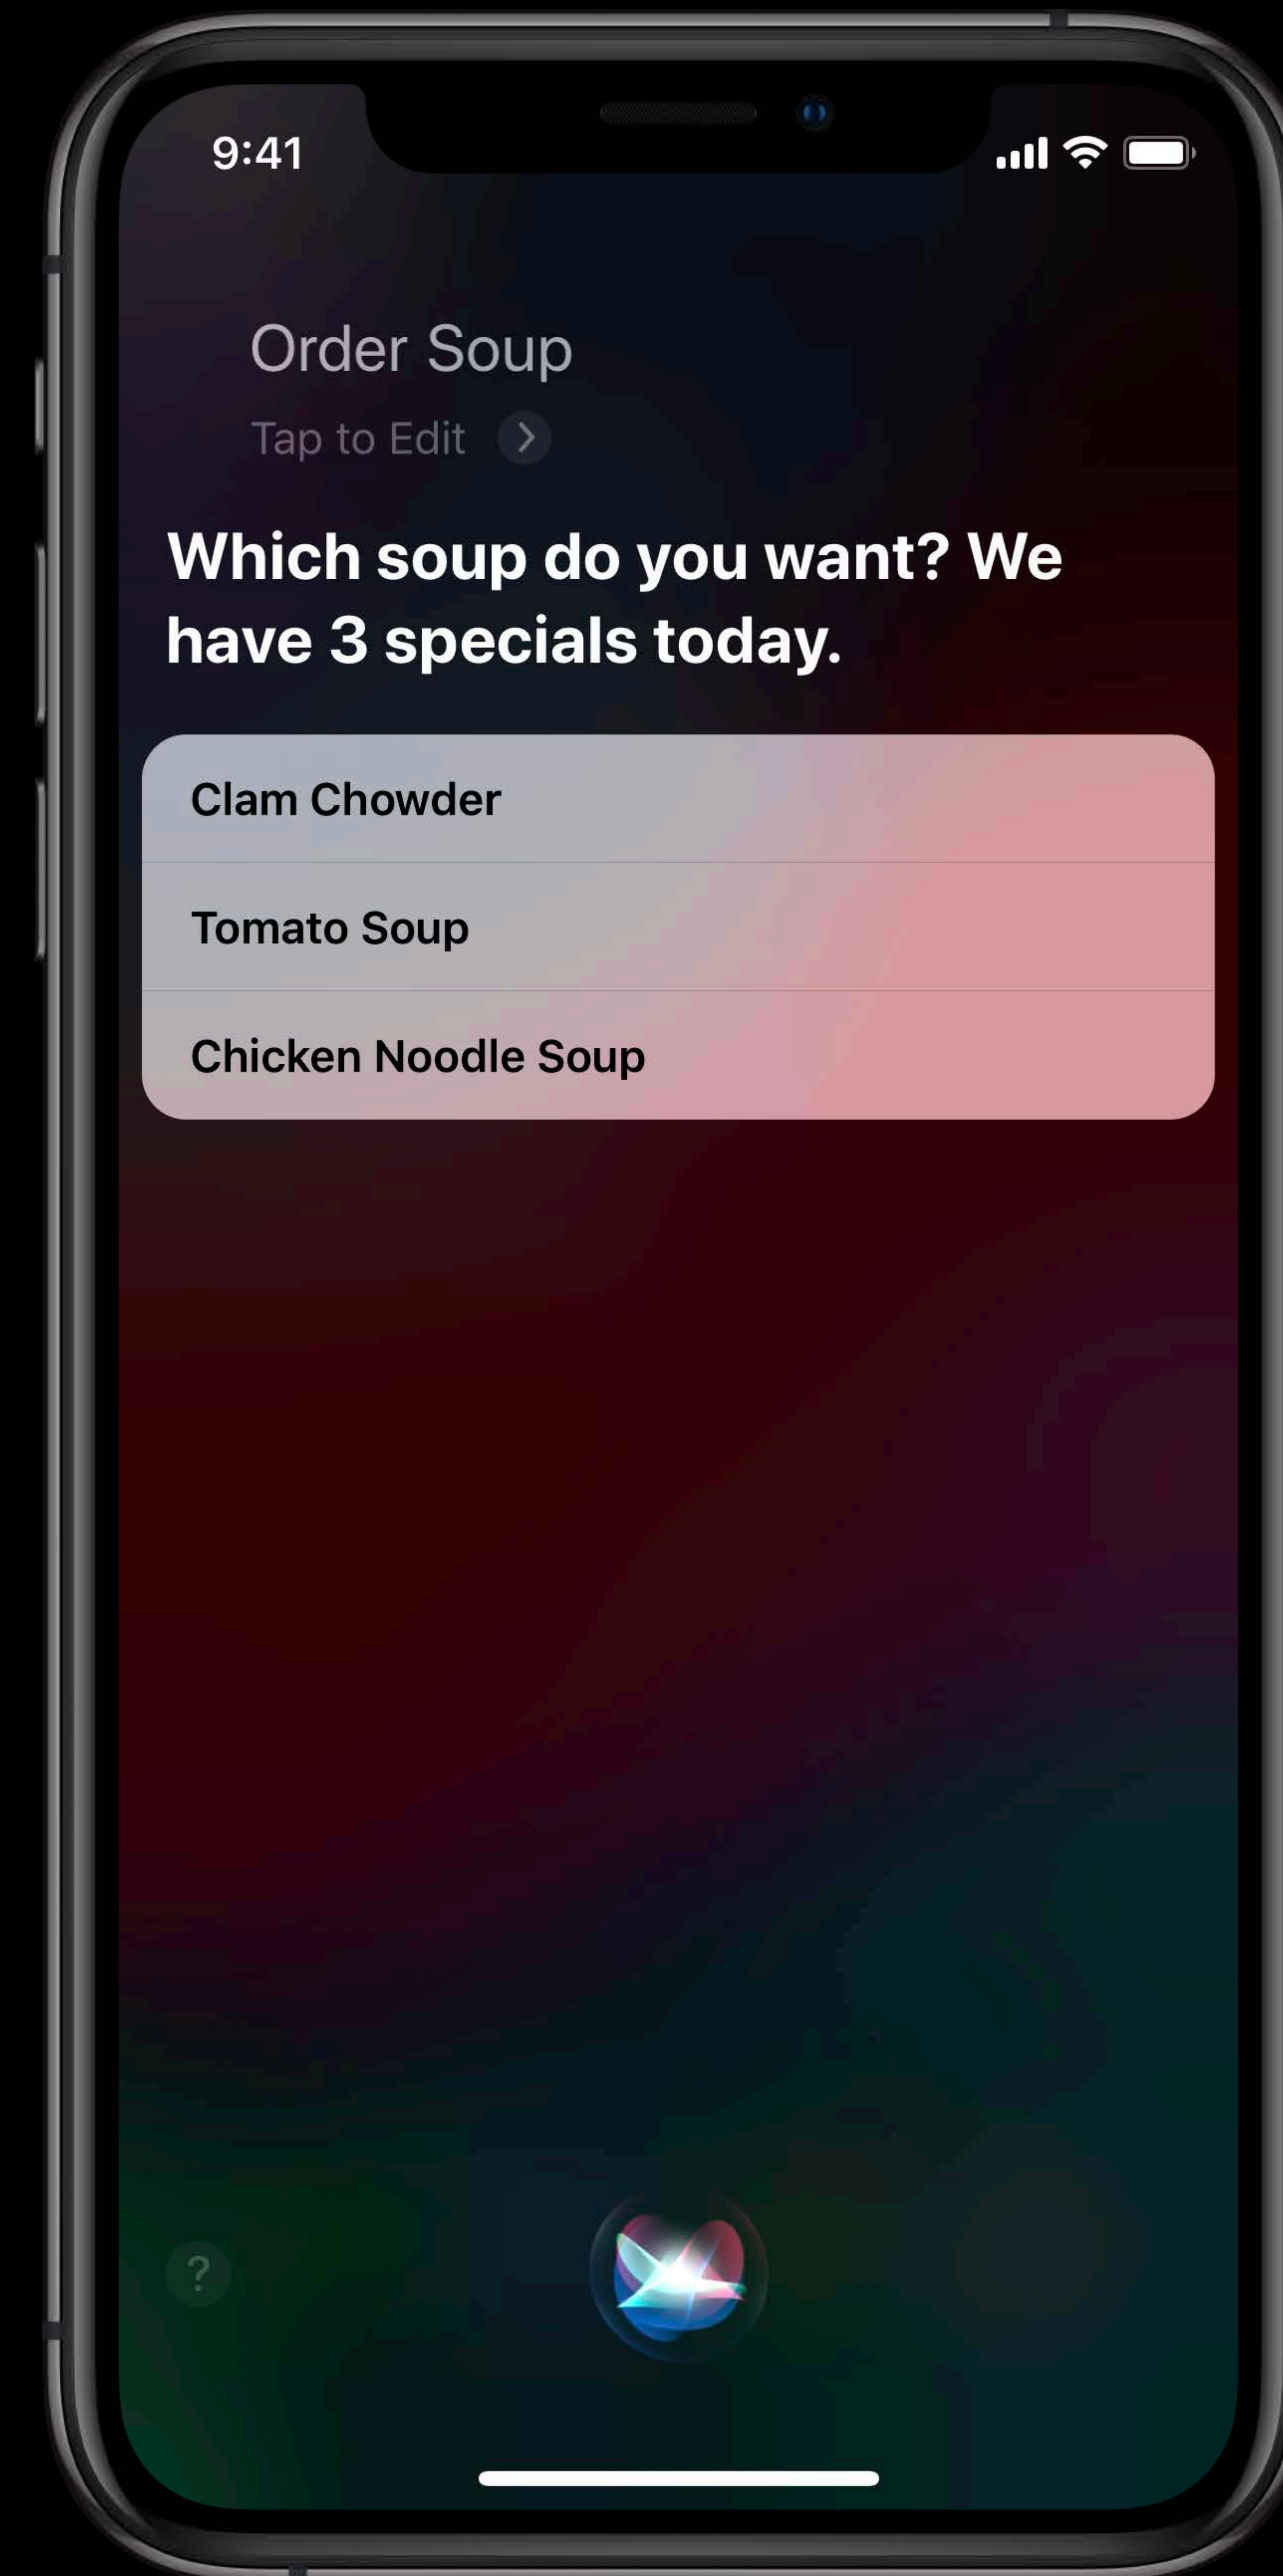 9:41
Order Soup
Tap to Edit
Which soup do you want? We
have 3 specials today.
Clam Chowder
Tomato Soup
Chicken Noodle Soup
?